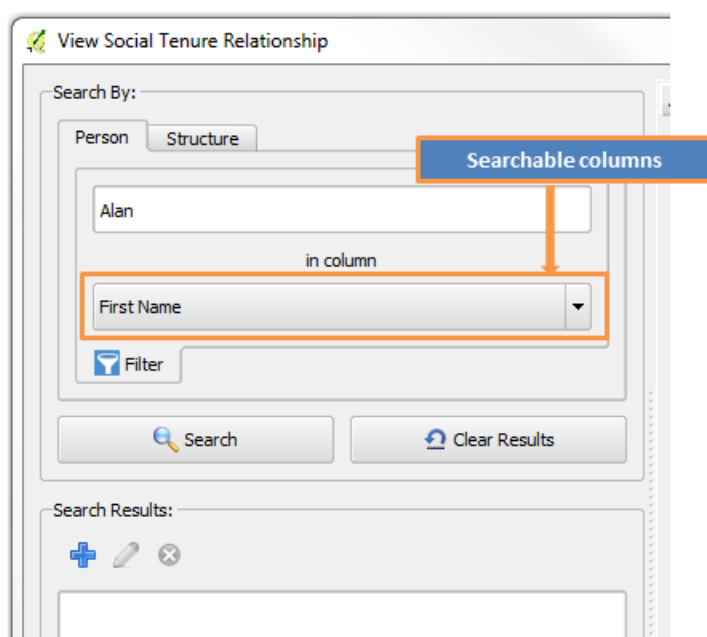 View Social Tenure Relationship
Search By:
Person
Structure
Searchable columns
Alan
in column
First Name
Filter
Search
Clear Results
Search Results: